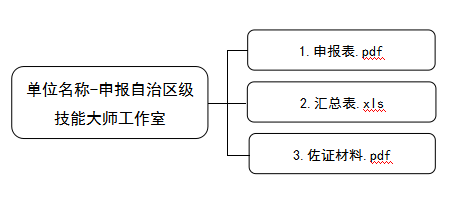 单位名称-申报自治区级
技能大师工作室
1.申报表.pdf
2.汇总表.xls
3.佐证材料.pdf